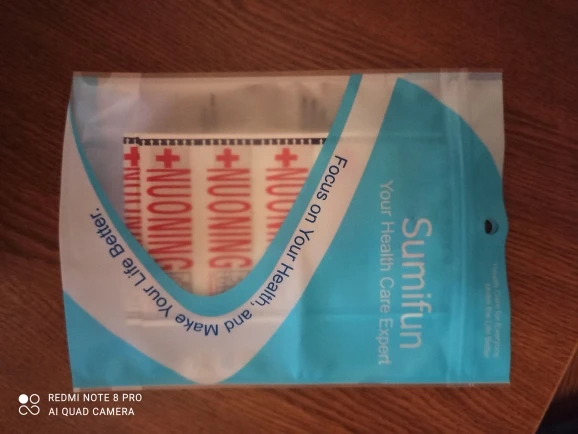 Sumifun
Your Health Care Expert
Focus on Your Health, and Make Your Life Better.
+NUONING
+NUONING
+NUON
REDMI NOTE 8 PRO
AI QUAD CAMERA